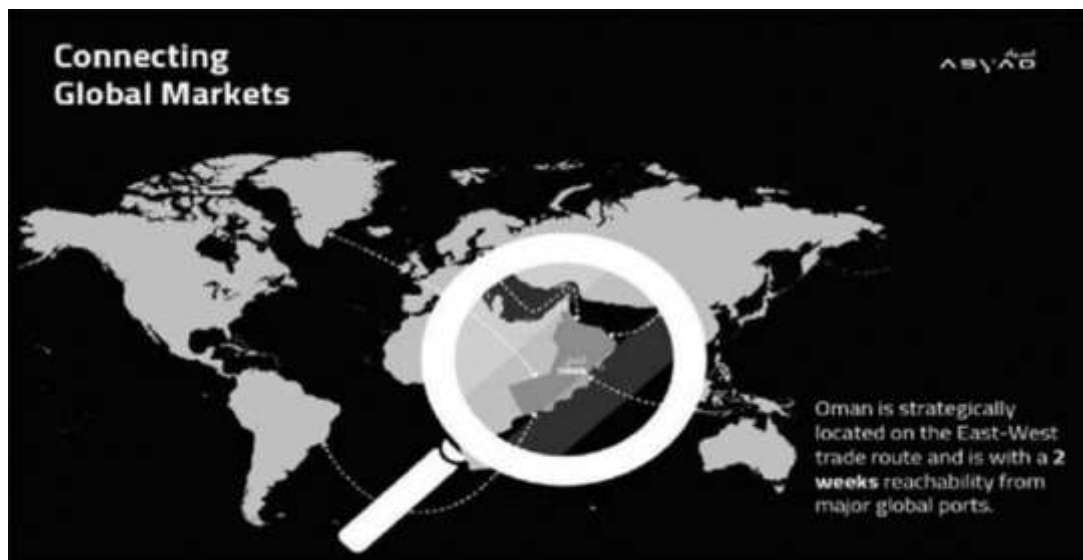 Connecting
Global Markets
ASYAD
Oman is strategically
located on the East-West
trade route and is with a 2
weeks reachability from
major global ports.